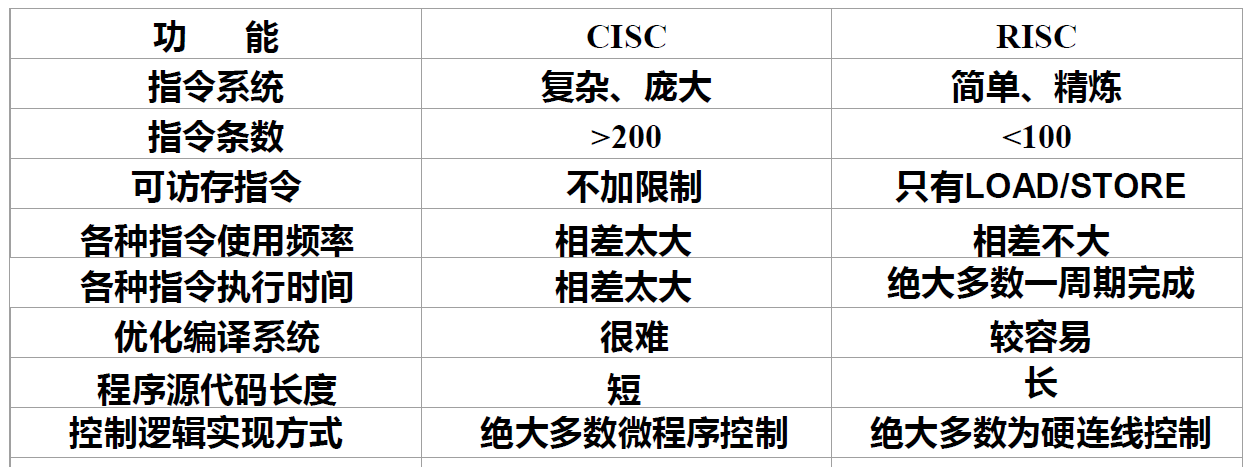 功 能 CISC RISC
指令系统 复杂、庞大 简单、精炼
指令条数 >200 <100
可访存指令 不加限制 只有LOAD/STORE
各种指令使用频率 相差太大 相差不大
各种指令执行时间 相差太大 绝大多数一周期完成
优化编译系统 很难 较容易
程序源代码长度 短 长
控制逻辑实现方式 绝大多数微程序控制 绝大多数为硬连线控制